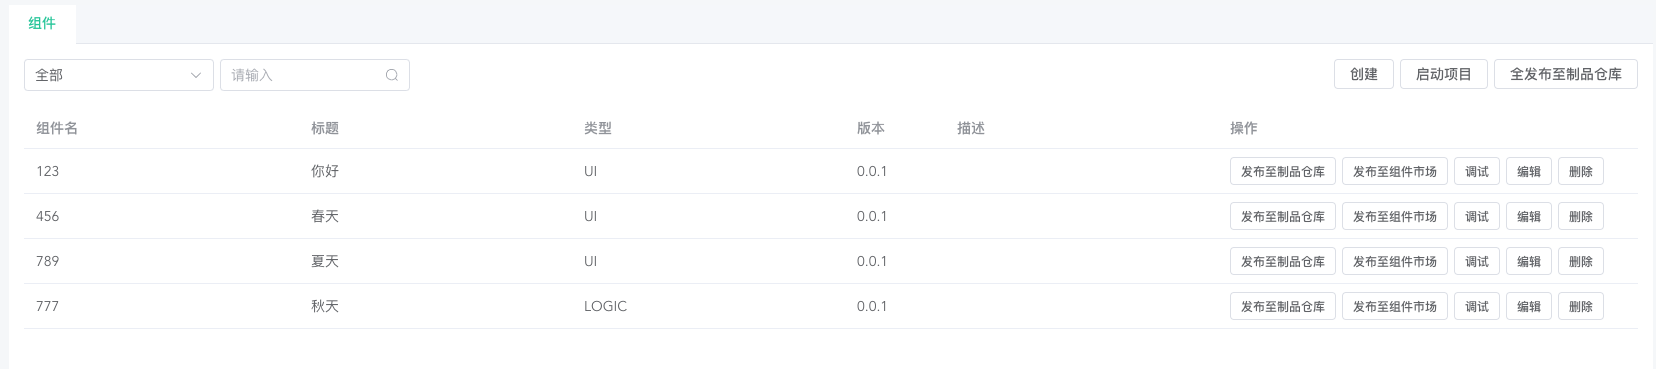 组件
全部 请输入 创建 启动项目 全发布至制品仓库
组件名 标题 类型 版本 描述 操作
123 你好 UI 0.0.1 发布至制品仓库 发布至组件市场 调试 编辑 删除
456 春天 UI 0.0.1 发布至制品仓库 发布至组件市场 调试 编辑 删除
789 夏天 UI 0.0.1 发布至制品仓库 发布至组件市场 调试 编辑 删除
777 秋天 LOGIC 0.0.1 发布至制品仓库 发布至组件市场 调试 编辑 删除